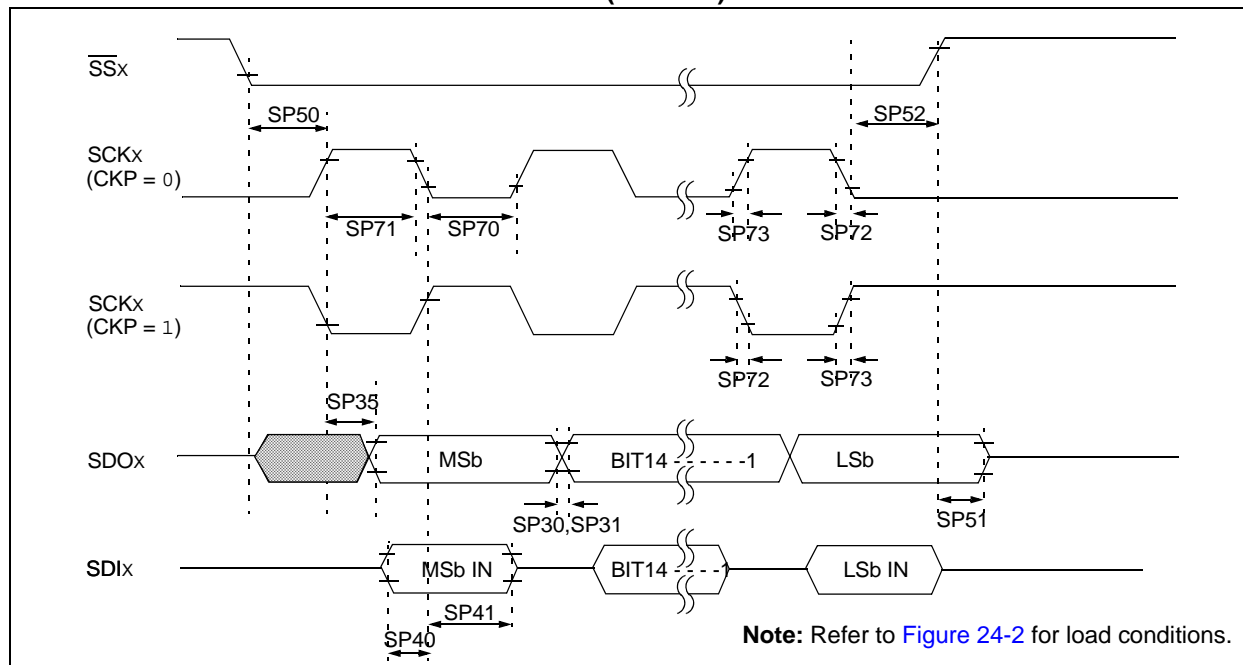 SSX
SP50
SP52
SCKX
(CKP = 0)
SP71
SP70
SP73
SP72
SCKX
(CKP = 1)
SP72
SP73
SP35
SDOX
MSb
BIT14 - - - - - -1
LSb
SP30,SP31
SP51
SDIX
MSb IN
BIT14 - - - -1
LSb IN
SP41
SP40
Note: Refer to Figure 24-2 for load conditions.